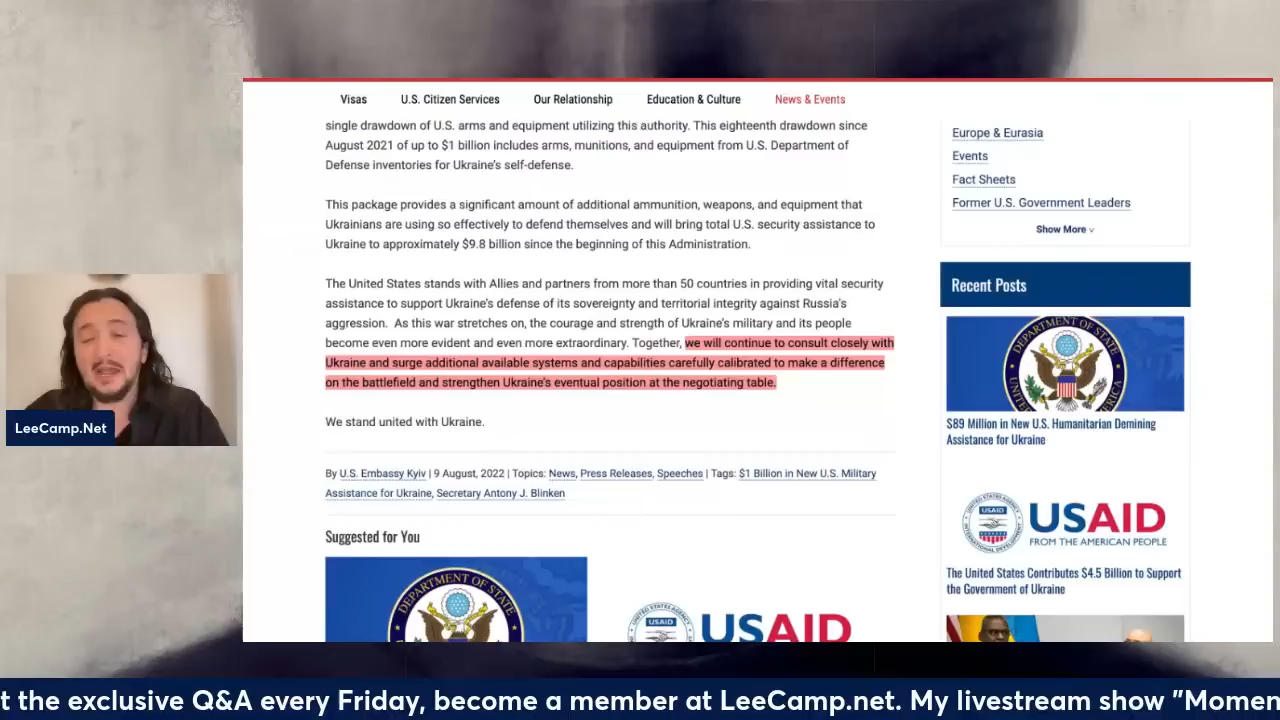 Visas U.S. Citizen Services Our Relationship Education & Culture News & Events
single drawdown of U.S. arms and equipment utilizing this authority. This eighteenth drawdown since
August 2021 of up to $1 billion includes arms, munitions, and equipment from U.S. Department of
Defense inventories for Ukraine's self-defense.
This package provides a significant amount of additional ammunition, weapons, and equipment that
Ukrainians are using so effectively to defend themselves and will bring total U.S. security assistance to
Ukraine to approximately $9.8 billion since the beginning of this Administration.
The United States stands with Allies and partners from more than 50 countries in providing vital security
assistance to support Ukraine's defense of its sovereignty and territorial integrity against Russia's
aggression. As this war stretches on, the courage and strength of Ukraine's military and its people
become even more evident and even more extraordinary. Together, we will continue to consult closely with
Ukraine and surge additional available systems and capabilities carefully calibrated to make a difference
on the battlefield and strengthen Ukraine's eventual position at the negotiating table.
We stand united with Ukraine.
By U.S. Embassy Kyiv | 9 August, 2022 | Topics: News, Press Releases, Speeches | Tags: $1 Billion in New U.S. Military
Assistance for Ukraine, Secretary Antony J. Blinken
Suggested for You
DEPARTMENT OF STATE
USAID
USAID
Europe & Eurasia
Events
Fact Sheets
Former U.S. Government Leaders
Show More
Recent Posts
DEPARTMENT OF STATE
UNITED STATES OF AMERICA
$89 Million in New U.S. Humanitarian Demining
Assistance for Ukraine
USAID
USAID
FROM THE AMERICAN PEOPLE
The United States Contributes $4.5 Billion to Support
the Government of Ukraine
LeeCamp.Net
t the exclusive Q&A every Friday, become a member at LeeCamp.net. My livestream show "Momen